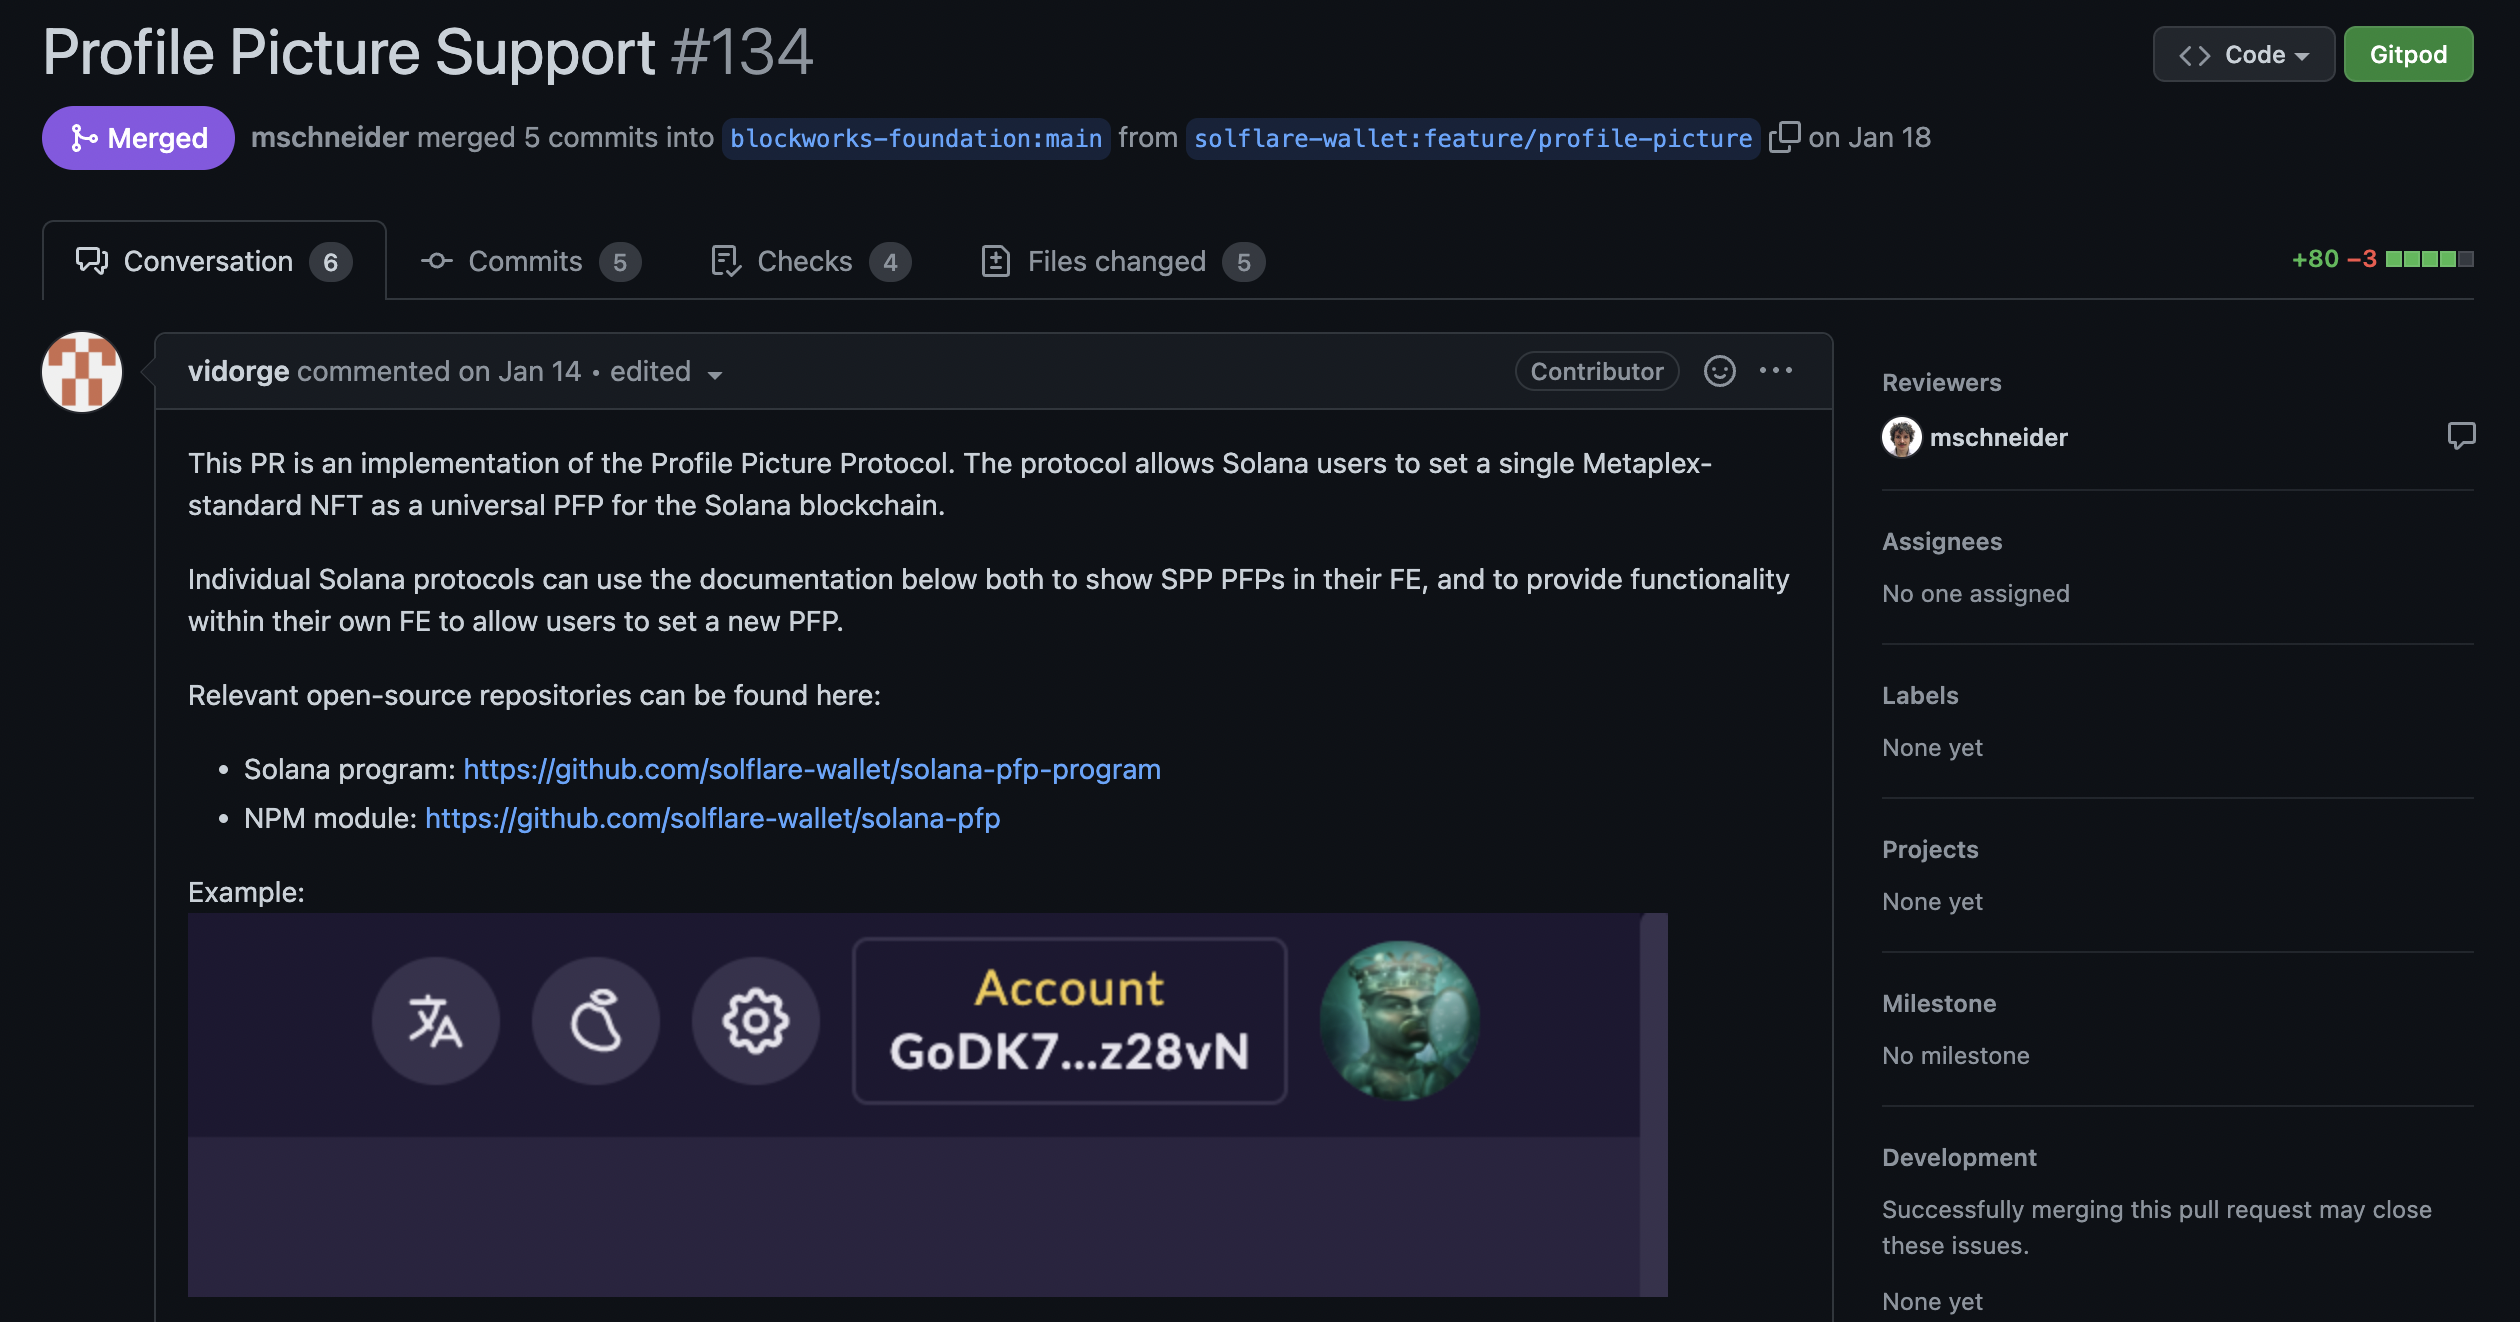 Profile Picture Support #134
Code
Gitpod
Merged
mschneider merged 5 commits into blockworks-foundation:main from solflare-wallet:feature/profile-picture on Jan 18
Conversation 6
Commits 5
Checks 4
Files changed 5
+80 −3
vidorge commented on Jan 14 • edited
Contributor
This PR is an implementation of the Profile Picture Protocol. The protocol allows Solana users to set a single Metaplex-
standard NFT as a universal PFP for the Solana blockchain.
Individual Solana protocols can use the documentation below both to show SPP PFPs in their FE, and to provide functionality
within their own FE to allow users to set a new PFP.
Relevant open-source repositories can be found here:
• Solana program: https://github.com/solflare-wallet/solana-pfp-program
• NPM module: https://github.com/solflare-wallet/solana-pfp
Example:
Account
GoDK7...z28vN
Reviewers
mschneider
Assignees
No one assigned
Labels
None yet
Projects
None yet
Milestone
No milestone
Development
Successfully merging this pull request may close
these issues.
None yet